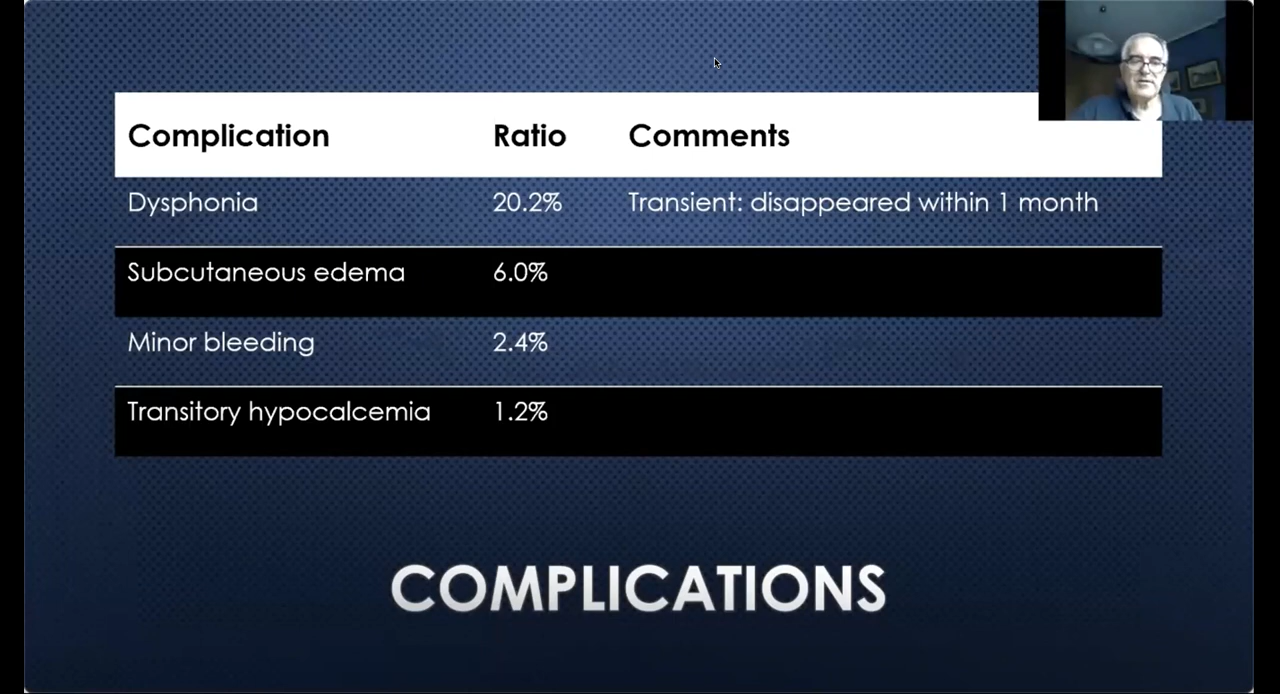 Complication Ratio Comments
Dysphonia 20.2% Transient: disappeared within 1 month
Subcutaneous edema 6.0%
Minor bleeding 2.4%
Transitory hypocalcemia 1.2%
COMPLICATIONS